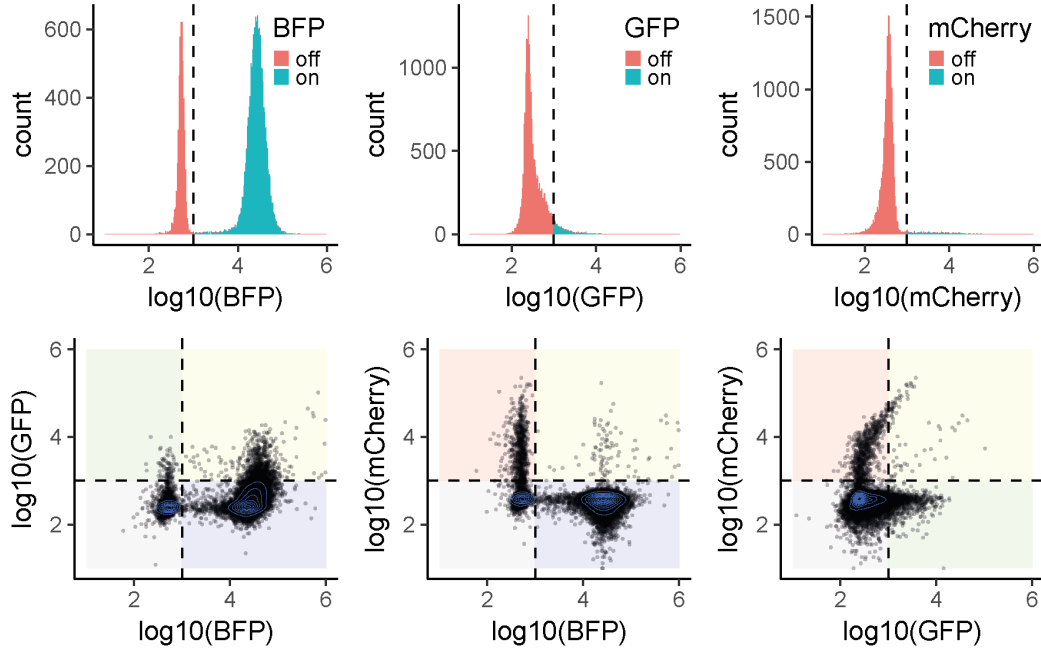 BFP
off
on
count
600
400
200
0
2
4
6
log10(BFP)
GFP
off
on
count
1000
500
0
2
4
6
log10(GFP)
mCherry
off
on
count
1500
1000
500
0
2
4
6
log10(mCherry)
log10(GFP)
6
4
2
2
4
6
log10(BFP)
log10(mCherry)
6
4
2
2
4
6
log10(BFP)
log10(mCherry)
6
4
2
2
4
6
log10(GFP)